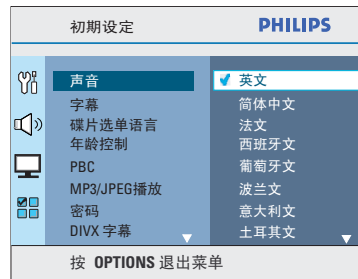 初期设定 PHILIPS
声音 英文
字幕 简体中文
碟片选单语言 法文
年龄控制 西班牙文
PBC 葡萄牙文
MP3/JPEG播放 波兰文
密码 意大利文
DIVX 字幕 土耳其文
按 OPTIONS 退出菜单